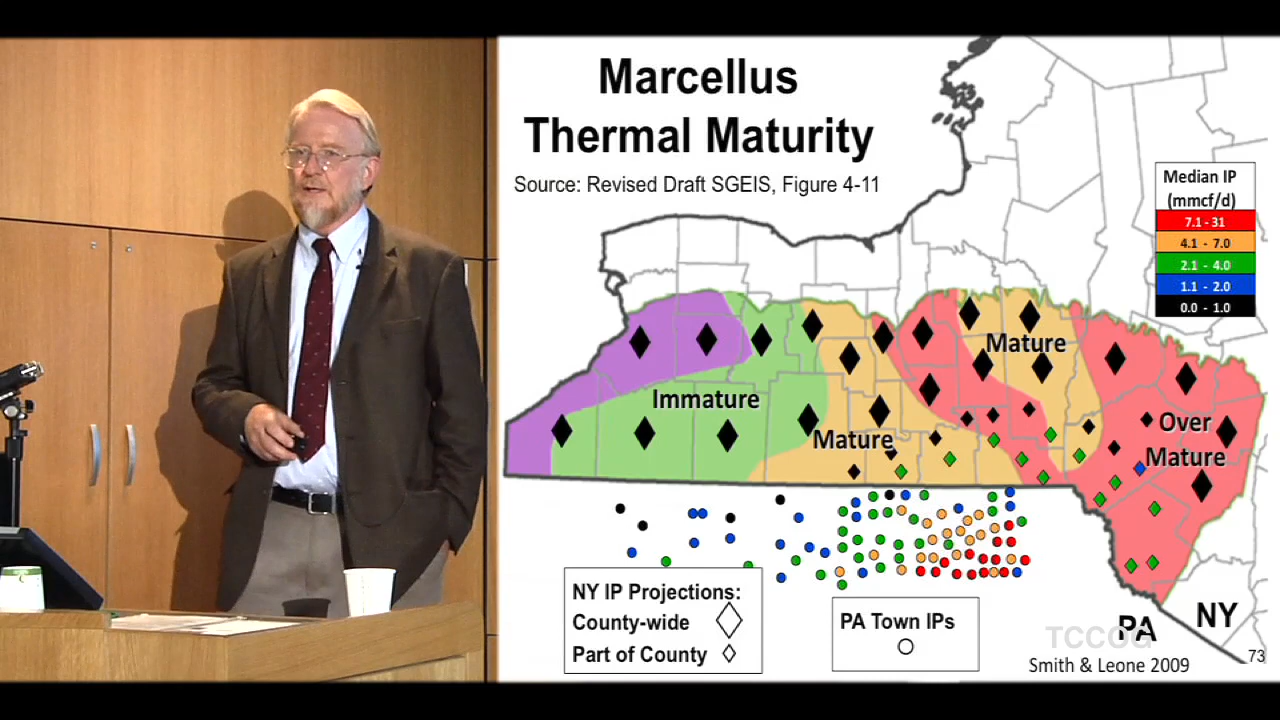 Marcellus
Thermal Maturity
Source: Revised Draft SGEIS, Figure 4-11
Median IP
(mmcf/d)
7.1 - 31
4.1 - 7.0
2.1 - 4.0
1.1 - 2.0
0.0 - 1.0
Mature
Immature
Mature
Over
Mature
NY IP Projections:
County-wide
Part of County
PA Town IPs
PA
NY
TCCOG
Smith & Leone 2009
73